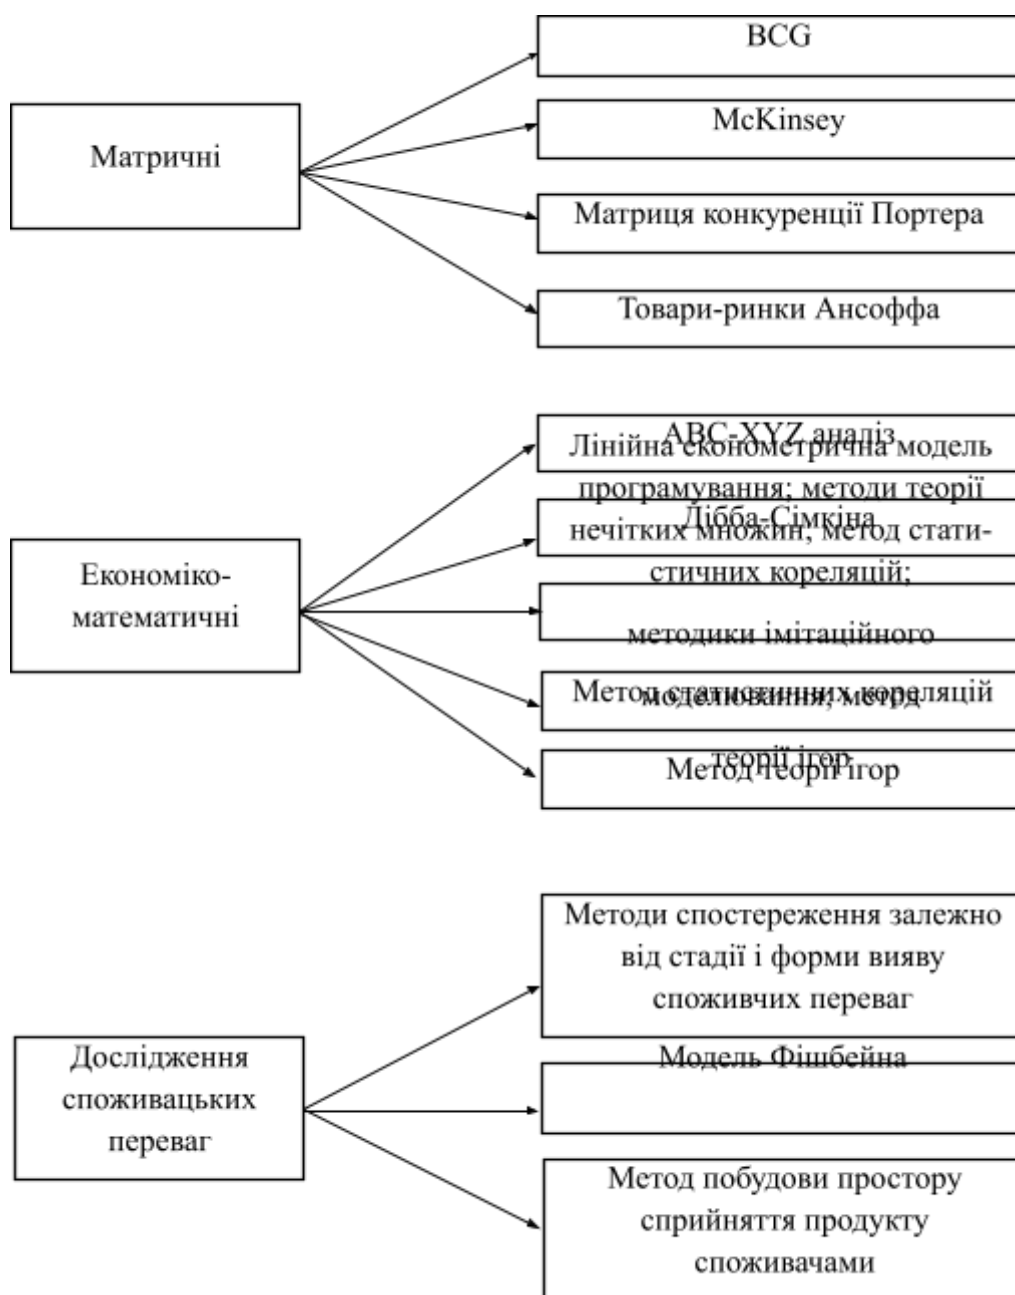 BCG
McKinsey
Матричні
Матриця конкуренції Портера
Товари-ринки Ансоффа
ABC-XYZ аналіз
Лінійна економетрична модель
програмування; методи теорії
Дібба-Сімкіна
нечітких множин; метод стати-
стичних кореляцій;
Економіко-
математичні
методики імітаційного
Метод статистичних кореляцій
моделювання; метод
теорії ігор
Метод теорії ігор
Методи спостереження залежно
від стадії і форми вияву
споживчих переваг
Дослідження
споживацьких
переваг
Модель Фішбейна
Метод побудови простору
сприйняття продукту
споживачами